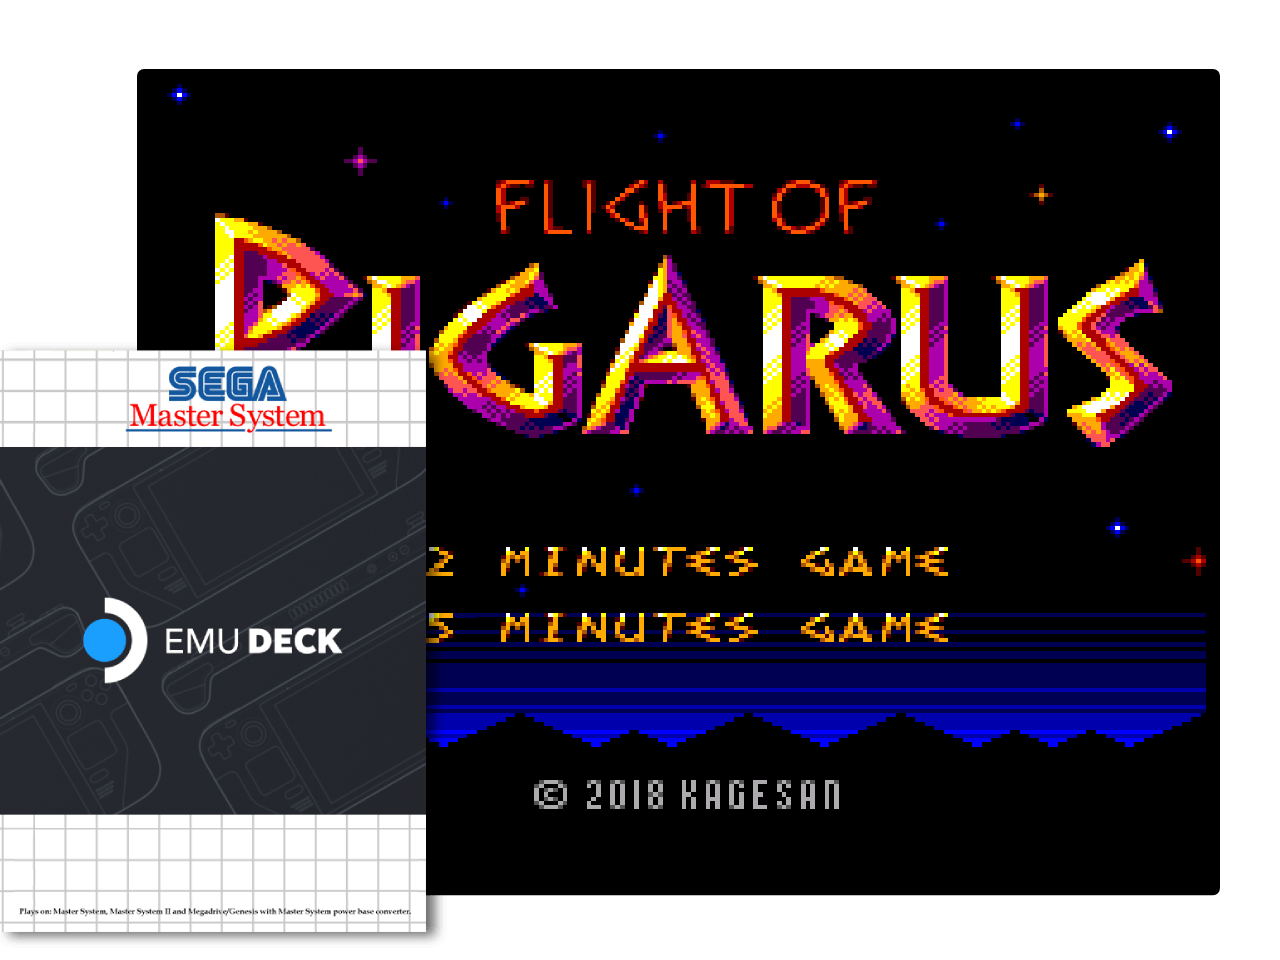 FLIGHT OF
PIGARUS
SEGA
Master System
2 MINUTES GAME
EMU DECK
5 MINUTES GAME
© 2018 KAGESAN
Plays on: Master System, Master System II and Megadrive/Genesis with Master System power base converter.